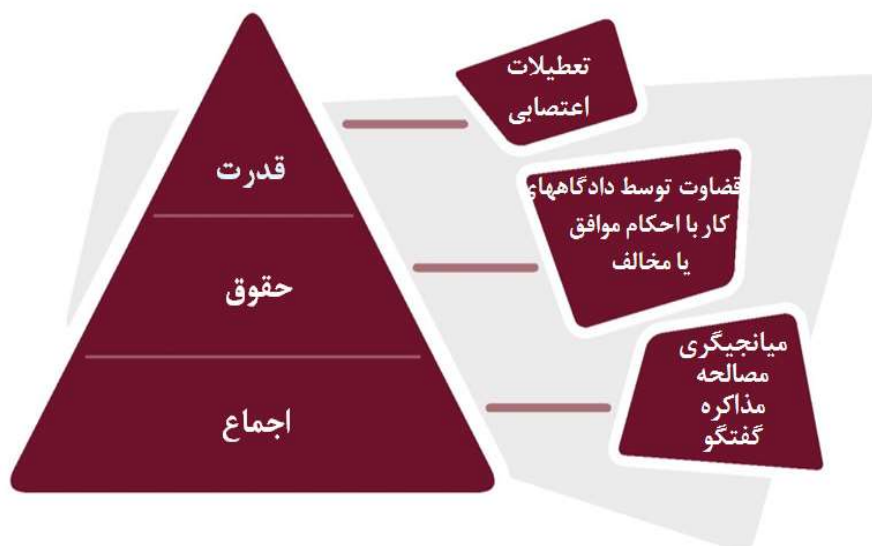 تعطیلات
اعتصابی
قدرت
قضاوت توسط دادگاههای
کار با احکام موافق
یا مخالف
حقوق
میانجیگری
مصالحه
مذاکره
گفتگو
اجماع